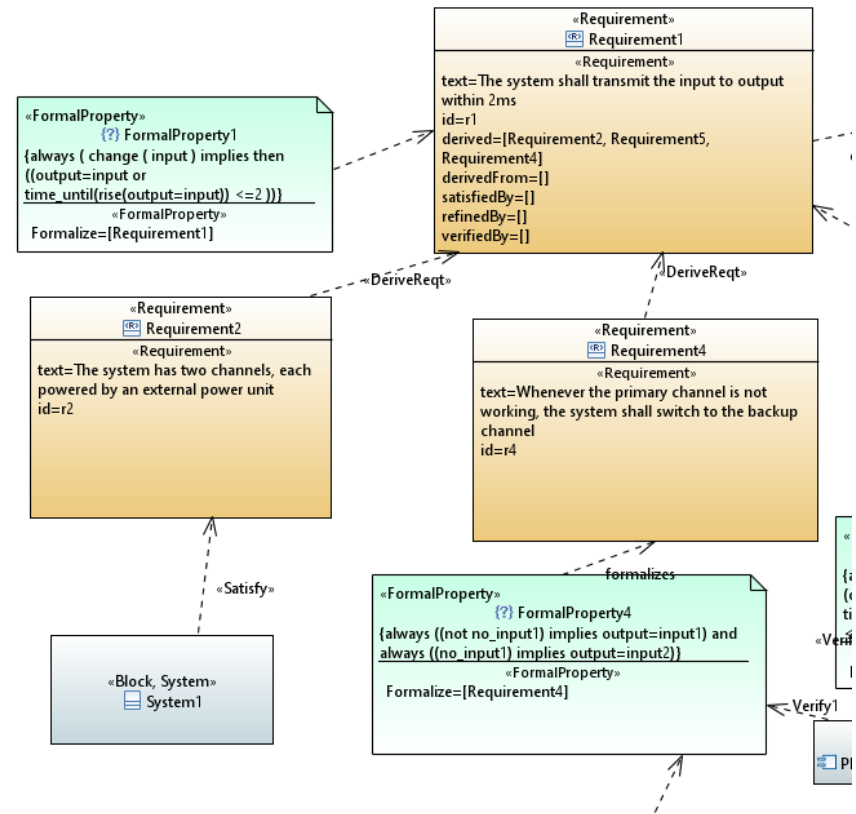 «Requirement»
Requirement1
«Requirement»
text=The system shall transmit the input to output
within 2ms
id=r1
derived=[Requirement2, Requirement5,
Requirement4]
derivedFrom=[]
satisfiedBy=[]
refinedBy=[]
verifiedBy=[]
«FormalProperty»
{?} FormalProperty1
{always ( change ( input ) implies then
((output=input or
time_until(rise(output=input)) <=2 ))}
«FormalProperty»
Formalize=[Requirement1]
«DeriveReqt»
«DeriveReqt»
«Requirement»
Requirement2
«Requirement»
text=The system has two channels, each
powered by an external power unit
id=r2
«Requirement»
Requirement4
«Requirement»
text=Whenever the primary channel is not
working, the system shall switch to the backup
channel
id=r4
«Satisfy»
formalizes
«Block, System»
System1
«FormalProperty»
{?} FormalProperty4
{always ((not no_input1) implies output=input1) and
always ((no_input1) implies output=input2)}
«FormalProperty»
Formalize=[Requirement4]
Verify1